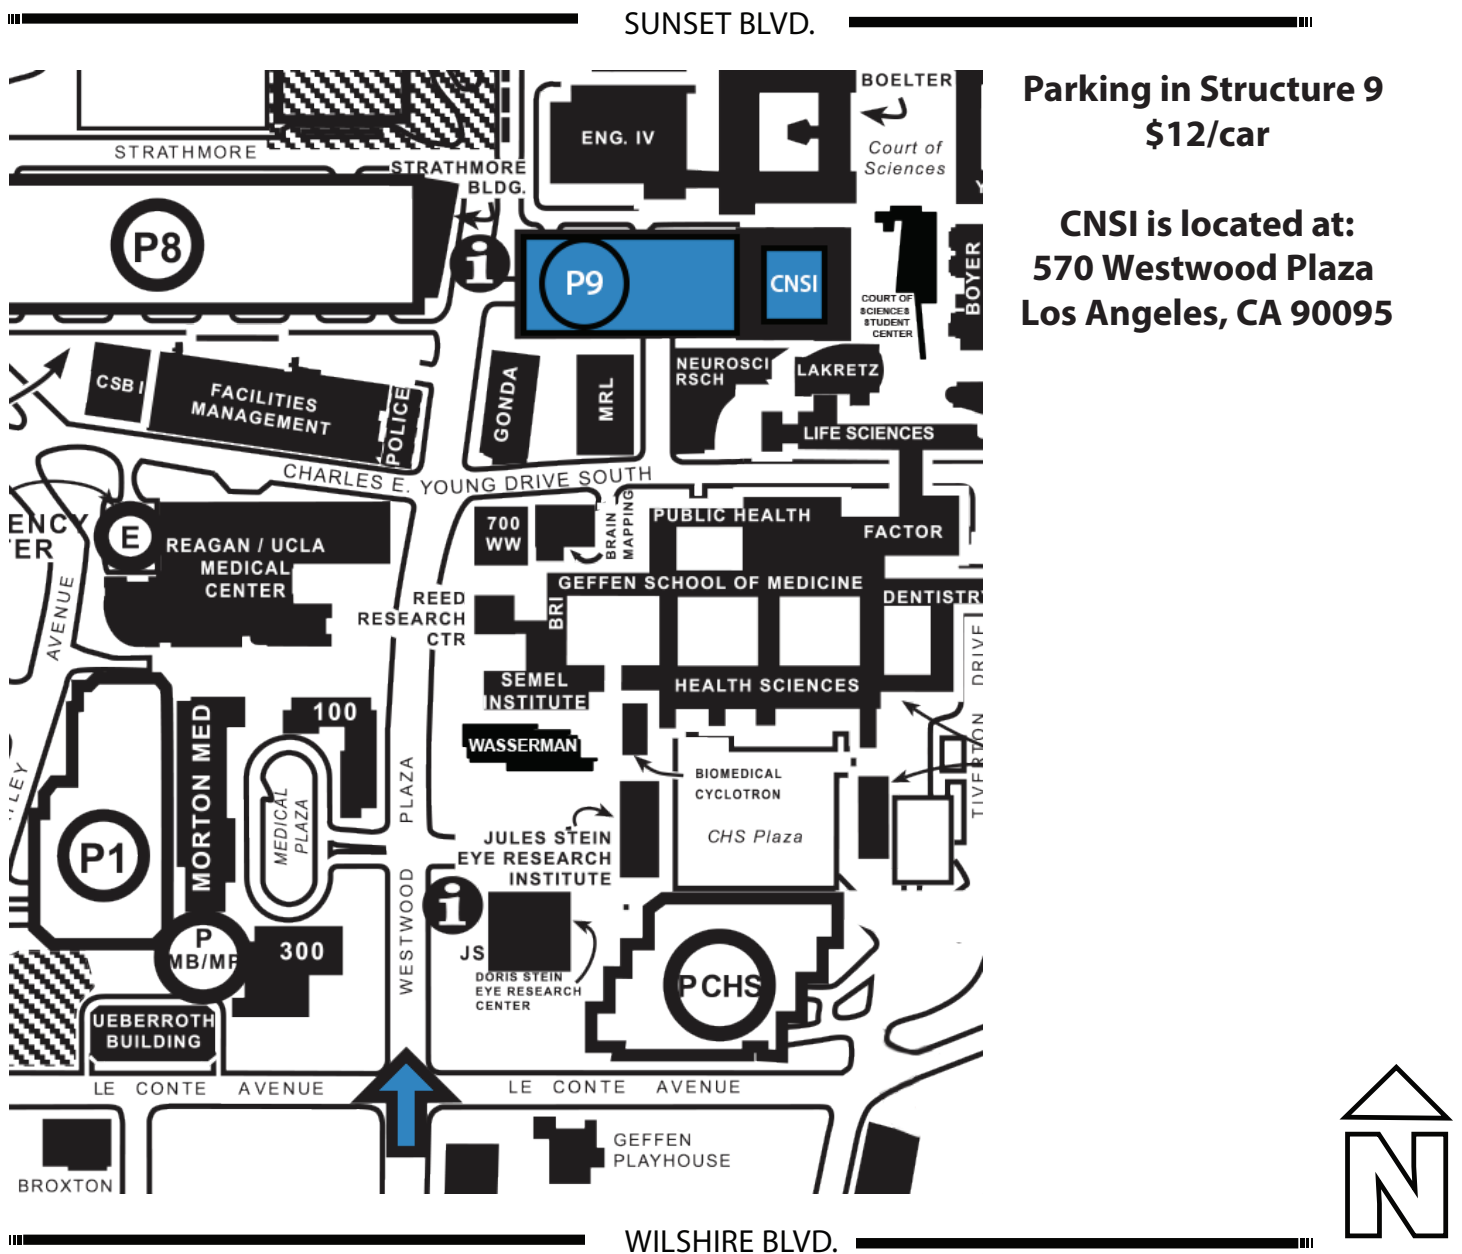 SUNSET BLVD.
Parking in Structure 9
$12/car
CNSI is located at:
570 Westwood Plaza
Los Angeles, CA 90095
BOELTER
ENG. IV
Court of
Sciences
STRATHMORE
STRATHMORE
BLDG.
P8
i
P9
CNSI
COURT OF
SCIENCES
STUDENT
CENTER
BOYER
CSB I
FACILITIES
MANAGEMENT
POLICE
GONDA
MRL
NEUROSCI
RSCH
LAKRETZ
LIFE SCIENCES
CHARLES E. YOUNG DRIVE SOUTH
ENCY
ER
E
REAGAN / UCLA
MEDICAL
CENTER
700
WW
BRAIN
MAPPING
PUBLIC HEALTH
FACTOR
GEFFEN SCHOOL OF MEDICINE
DENTISTRY
AVENUE
REED
RESEARCH
CTR
BRI
SEMEL
INSTITUTE
HEALTH SCIENCES
TIVERTON DRIVE
100
MORTON MED
WASSERMAN
BIOMEDICAL
CYCLOTRON
CHS Plaza
MEDICAL
PLAZA
WESTWOOD PLAZA
TLEY
P1
JULES STEIN
EYE RESEARCH
INSTITUTE
i
JS
DORIS STEIN
EYE RESEARCH
CENTER
P
MB/MP
300
P CHS
UEBERROTH
BUILDING
LE CONTE AVENUE
LE CONTE AVENUE
GEFFEN
PLAYHOUSE
BROXTON
N
WILSHIRE BLVD.